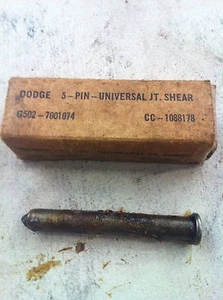 DODGE 5-PIN-UNIVERSAL JT. SHEAR
G502-7001074 CC-1088178